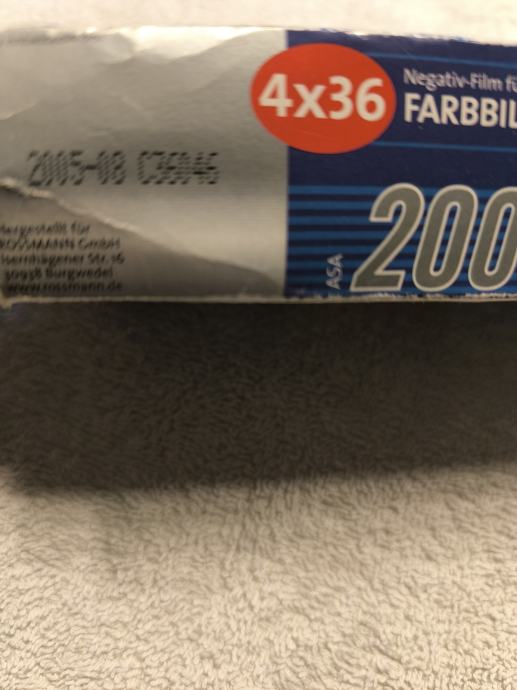 4x36
Negativ-Film fü
FARBBIL
2005-08
ASA 200
Hergestellt für
ROSSMANN GmbH
Isernhägener Str. 16
30938 Burgwedel
www.rossmann.de